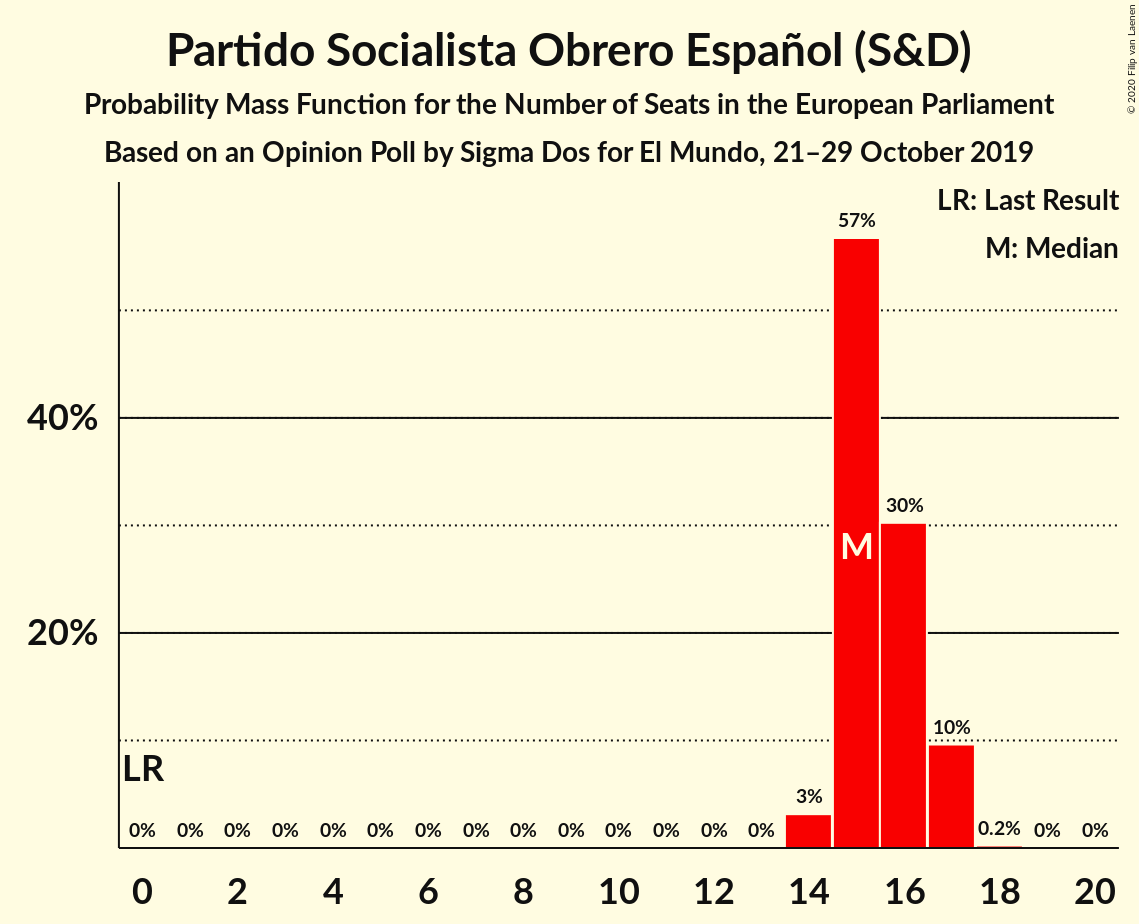 Partido Socialista Obrero Español (S&D)
Probability Mass Function for the Number of Seats in the European Parliament
Based on an Opinion Poll by Sigma Dos for El Mundo, 21–29 October 2019
© 2020 Filip van Laenen
LR: Last Result
M: Median
57%
40%
30%
M
20%
10%
LR
3%
0% 0% 0% 0% 0% 0% 0% 0% 0% 0% 0% 0% 0% 0% 0.2% 0% 0%
0 2 4 6 8 10 12 14 16 18 20